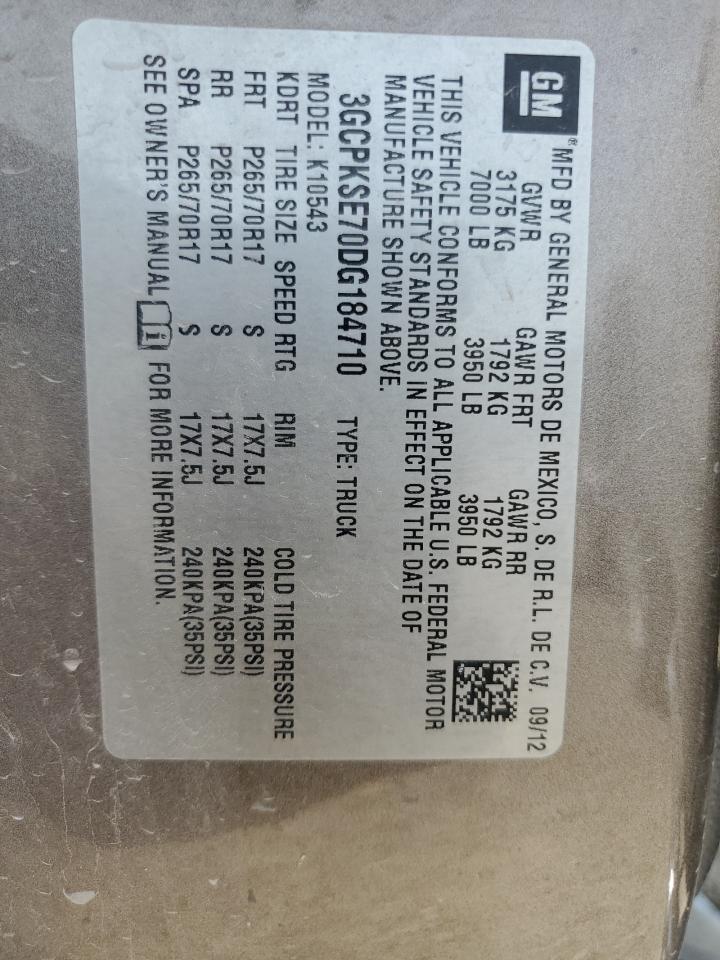 GM
® MFD BY GENERAL MOTORS DE MEXICO, S. DE R.L. DE C.V. 09/12
GVWR GAWR FRT GAWR RR
3175 KG 1792 KG 1792 KG
7000 LB 3950 LB 3950 LB
THIS VEHICLE CONFORMS TO ALL APPLICABLE U.S. FEDERAL MOTOR
VEHICLE SAFETY STANDARDS IN EFFECT ON THE DATE OF
MANUFACTURE SHOWN ABOVE.
3GCPKSE70DG184710 TYPE: TRUCK
MODEL: K10543
KDRT TIRE SIZE SPEED RTG RIM COLD TIRE PRESSURE
FRT P265/70R17 S 17X7.5J 240KPA(35PSI)
RR P265/70R17 S 17X7.5J 240KPA(35PSI)
SPA P265/70R17 S 17X7.5J 240KPA(35PSI)
SEE OWNER'S MANUAL i FOR MORE INFORMATION.